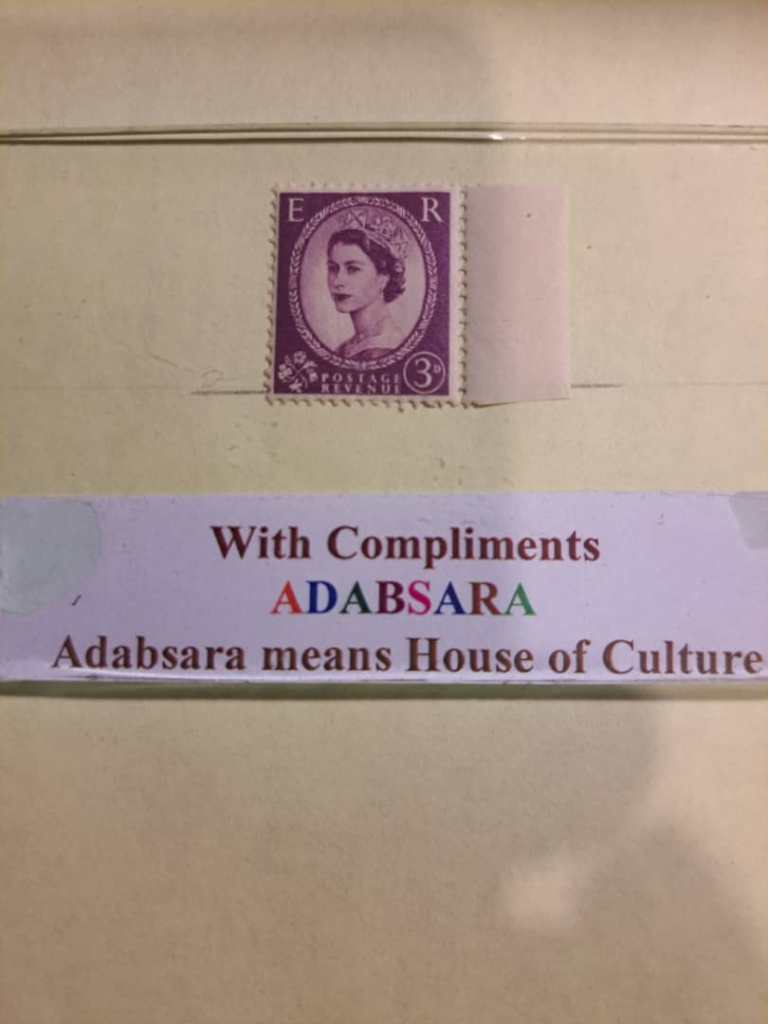 E R
POSTAGE
REVENUE
3D
With Compliments
ADABSARA
Adabsara means House of Culture